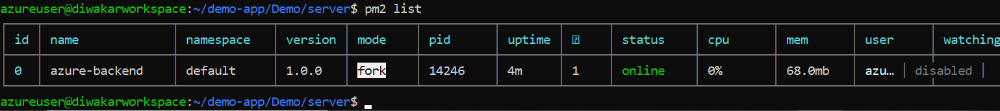 azureuser@diwakarworkspace:~/demo-app/Demo/server$ pm2 list
id name namespace version mode pid uptime status cpu mem user watching
0 azure-backend default 1.0.0 fork 14246 4m 1 online 0% 68.0mb azu… disabled
azureuser@diwakarworkspace:~/demo-app/Demo/server$